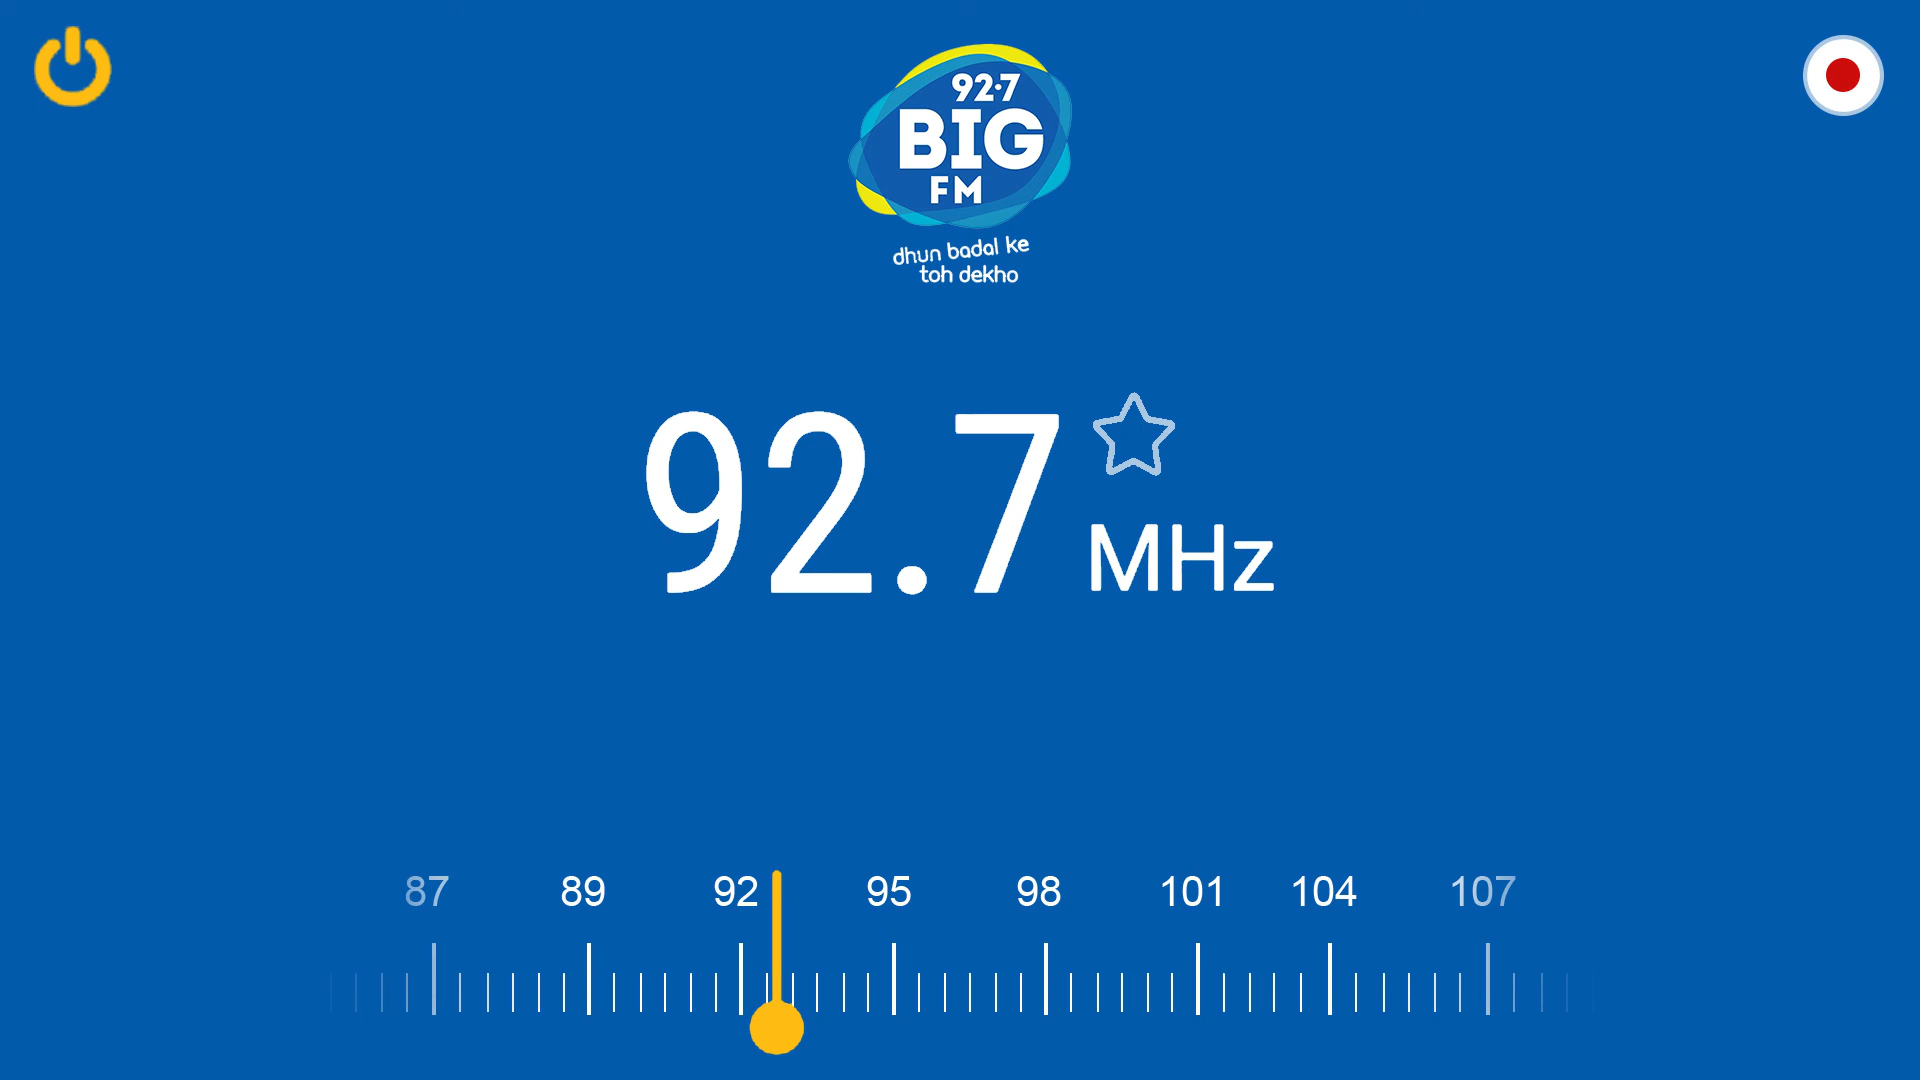 92.7
BIG
FM
dhun badal ke
toh dekho
92.7 MHz
87 89 92 95 98 101 104 107